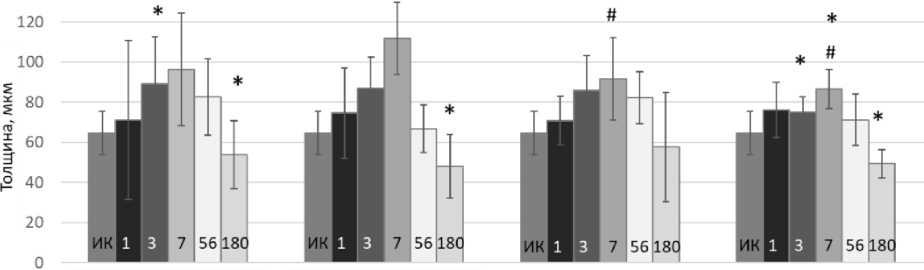 Толщина, мкм
120
100
80
60
40
20
0
* * # * * # * * *
ИК 1 3 7 56 180
ИК 1 3 7 56 180
ИК 1 3 7 56 180
ИК 1 3 7 56 180